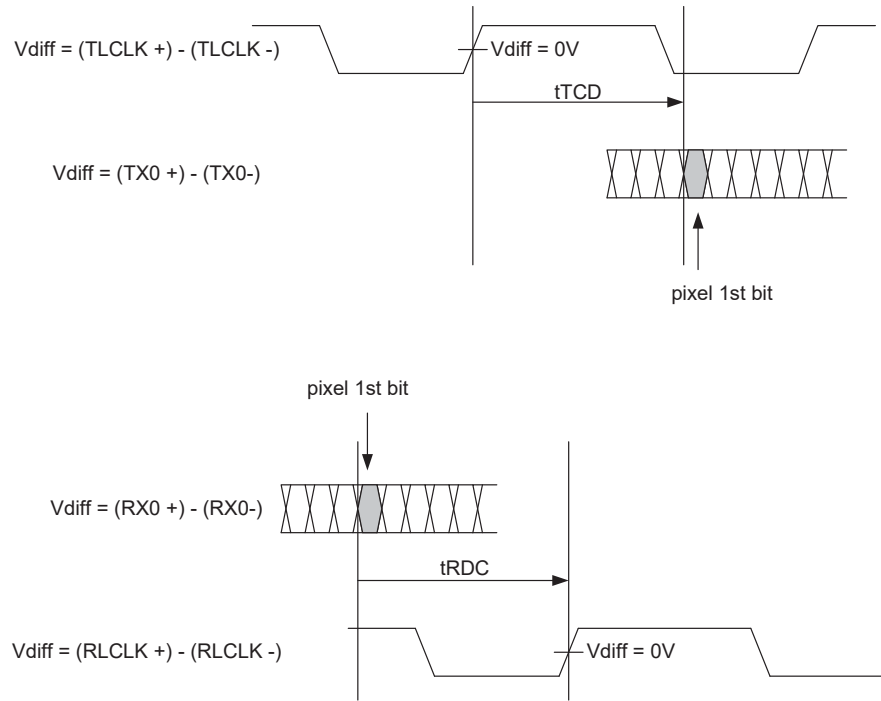 Vdiff = (TLCLK +) - (TLCLK -)
Vdiff = 0V
tTCD
Vdiff = (TX0 +) - (TX0-)
pixel 1st bit
pixel 1st bit
Vdiff = (RX0 +) - (RX0-)
tRDC
Vdiff = (RLCLK +) - (RLCLK -)
Vdiff = 0V